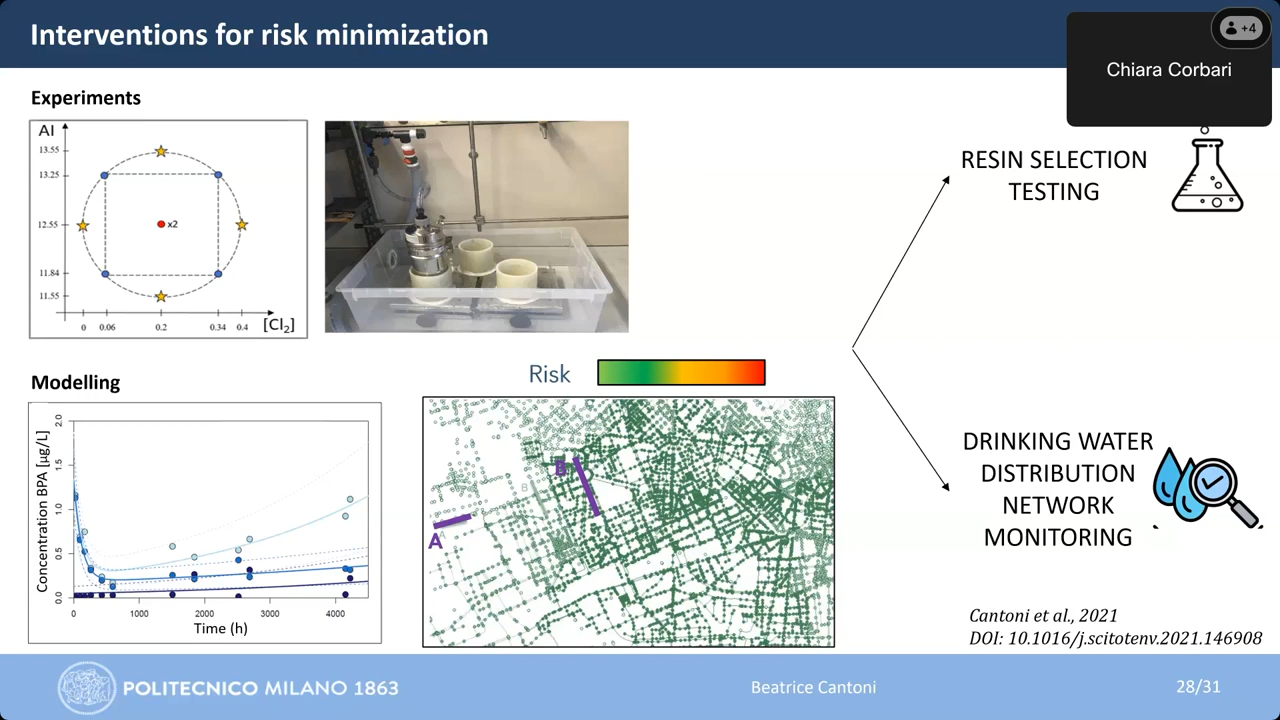 Interventions for risk minimization
+4
Chiara Corbari
Experiments
AI
13.55
13.25
12.55
11.84
11.55
x2
0 0.06 0.2 0.34 0.4 [Cl₂]
RESIN SELECTION
TESTING
Modelling
Risk
Concentration BPA [µg/L]
2.0
1.5
1.0
0.5
0.0
0 1000 2000 3000 4000
Time (h)
B
B
A
DRINKING WATER
DISTRIBUTION
NETWORK
MONITORING
Cantoni et al., 2021
DOI: 10.1016/j.scitotenv.2021.146908
POLITECNICO MILANO 1863
Beatrice Cantoni
28/31